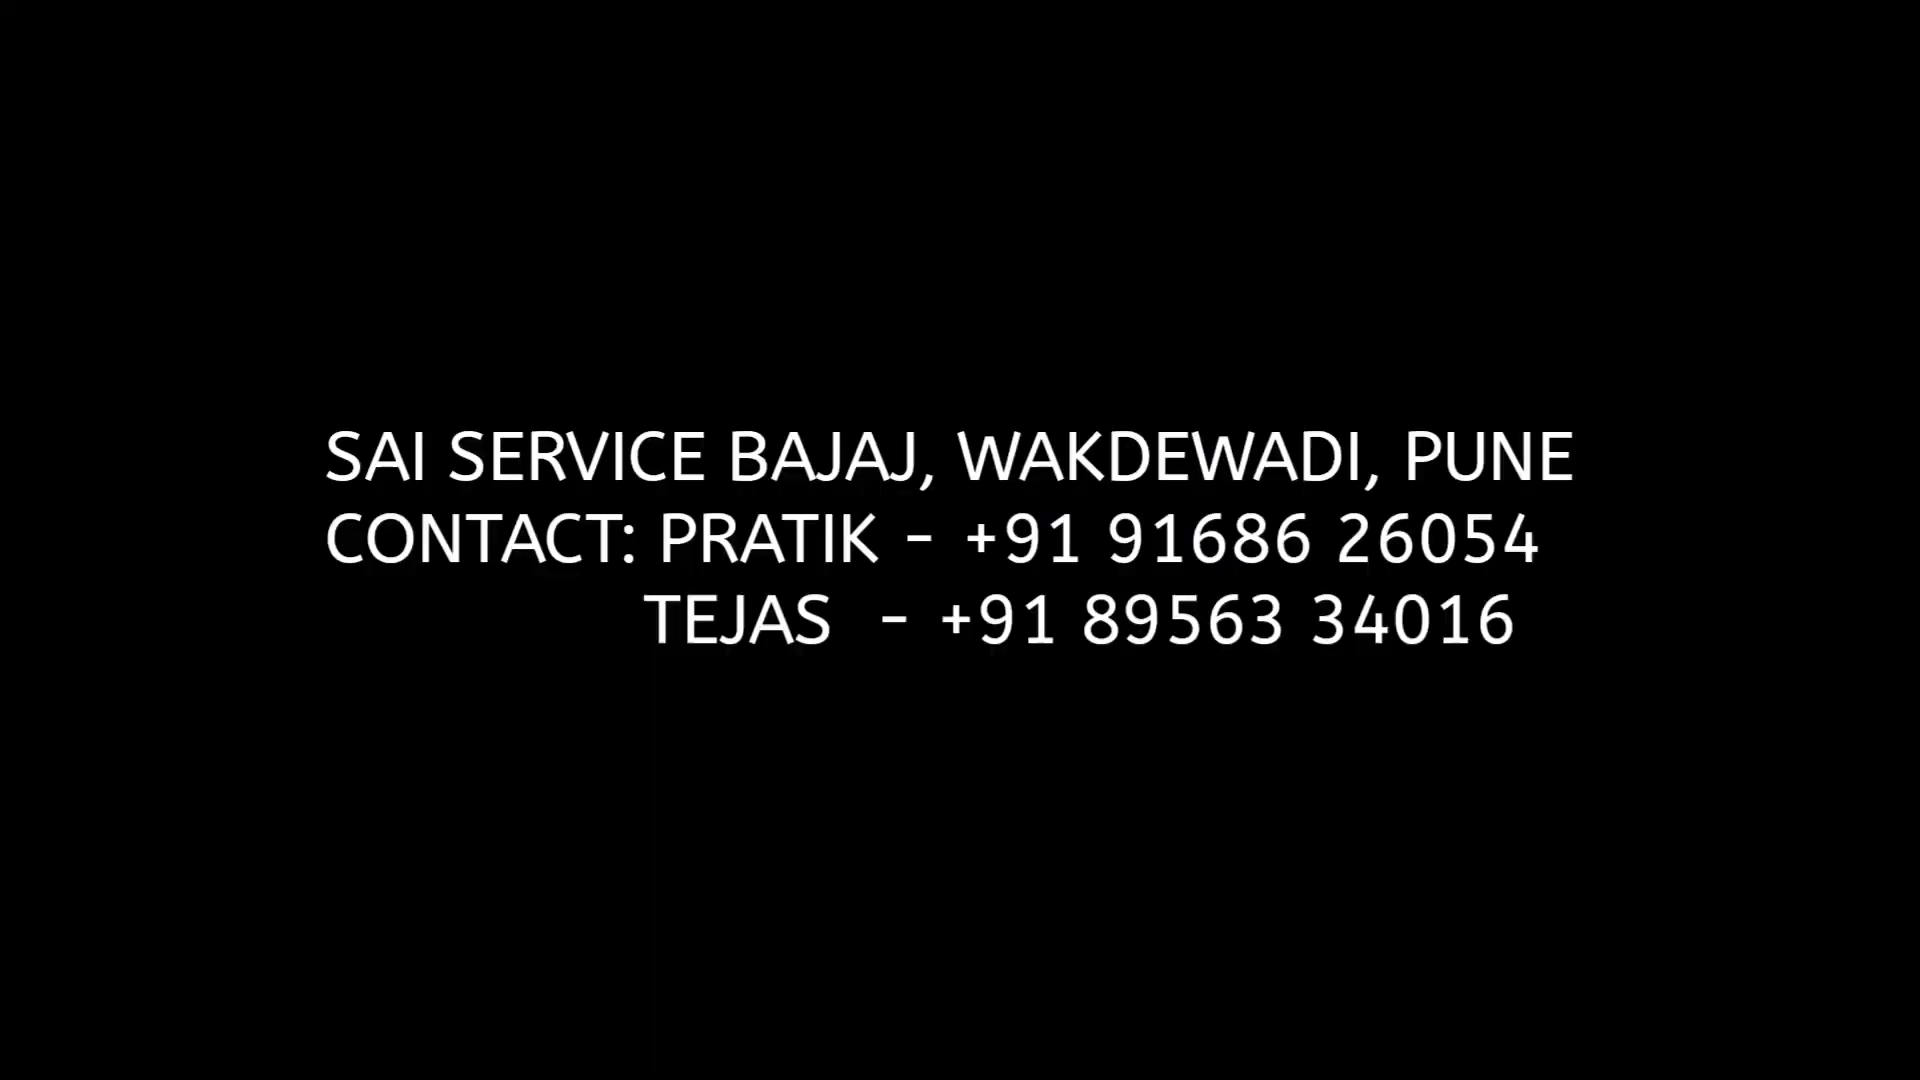 SAI SERVICE BAJAJ, WAKDEWADI, PUNE
CONTACT: PRATIK - +91 91686 26054
TEJAS - +91 89563 34016